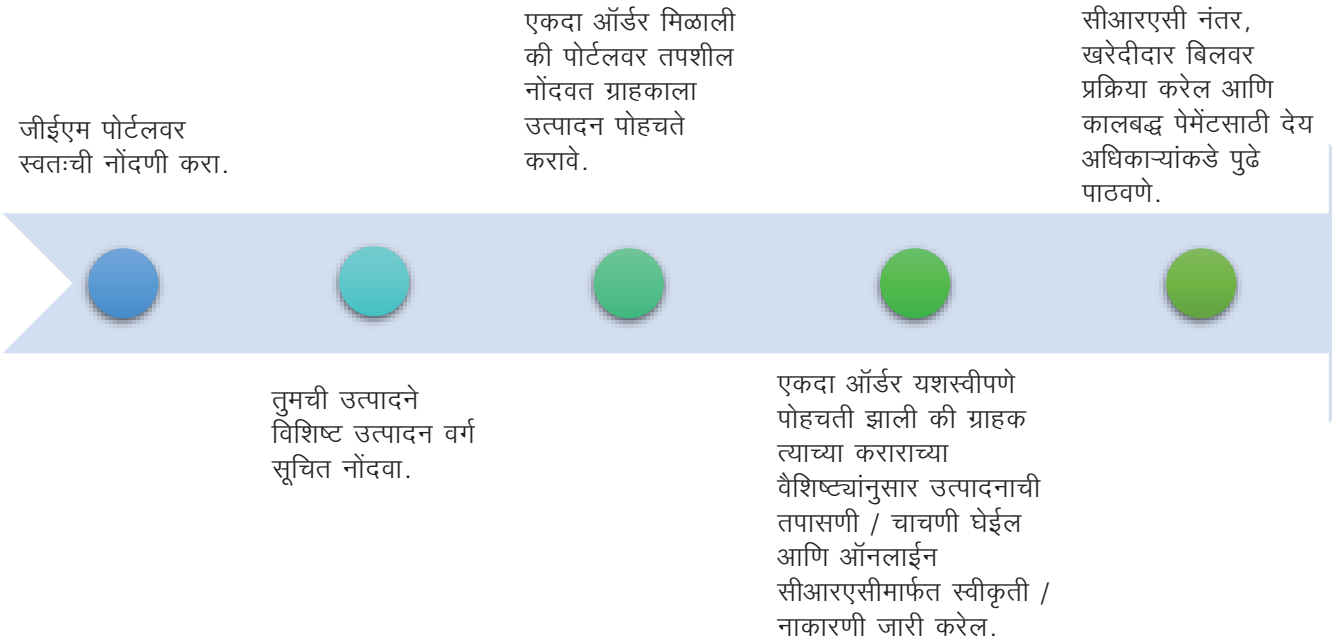 जीईएम पोर्टलवर
स्वतःची नोंदणी करा.
तुमची उत्पादने
विशिष्ट उत्पादन वर्ग
सूचित नोंदवा.
एकदा ऑर्डर मिळाली
की पोर्टलवर तपशील
नोंदवत ग्राहकाला
उत्पादन पोहचते
करावे.
एकदा ऑर्डर यशस्वीपणे
पोहचती झाली की ग्राहक
त्याच्या कराराच्या
वैशिष्ट्यांनुसार उत्पादनाची
तपासणी / चाचणी घेईल
आणि ऑनलाईन
सीआरएसीमार्फत स्वीकृती /
नाकारणी जारी करेल.
सीआरएसी नंतर,
खरेदीदार बिलवर
प्रक्रिया करेल आणि
कालबद्ध पेमेंटसाठी देय
अधिकाऱ्यांकडे पुढे
पाठवणे.